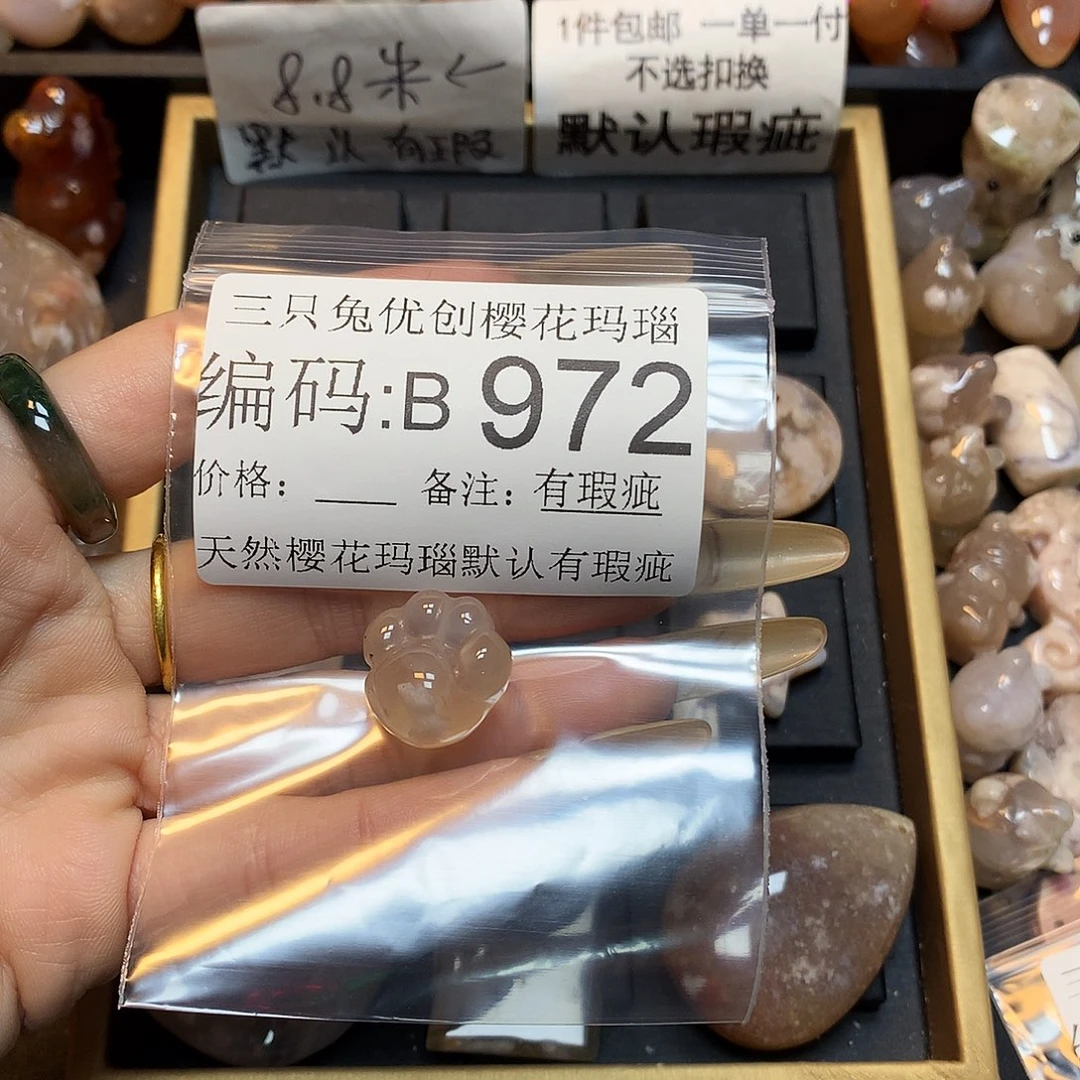 8.8米←
默认有瑕
1件包邮 一单一付
不选扣换
默认瑕疵
三只兔优创樱花玛瑙
编码:B 972
价格：___ 备注：有瑕疵
天然樱花玛瑙默认有瑕疵